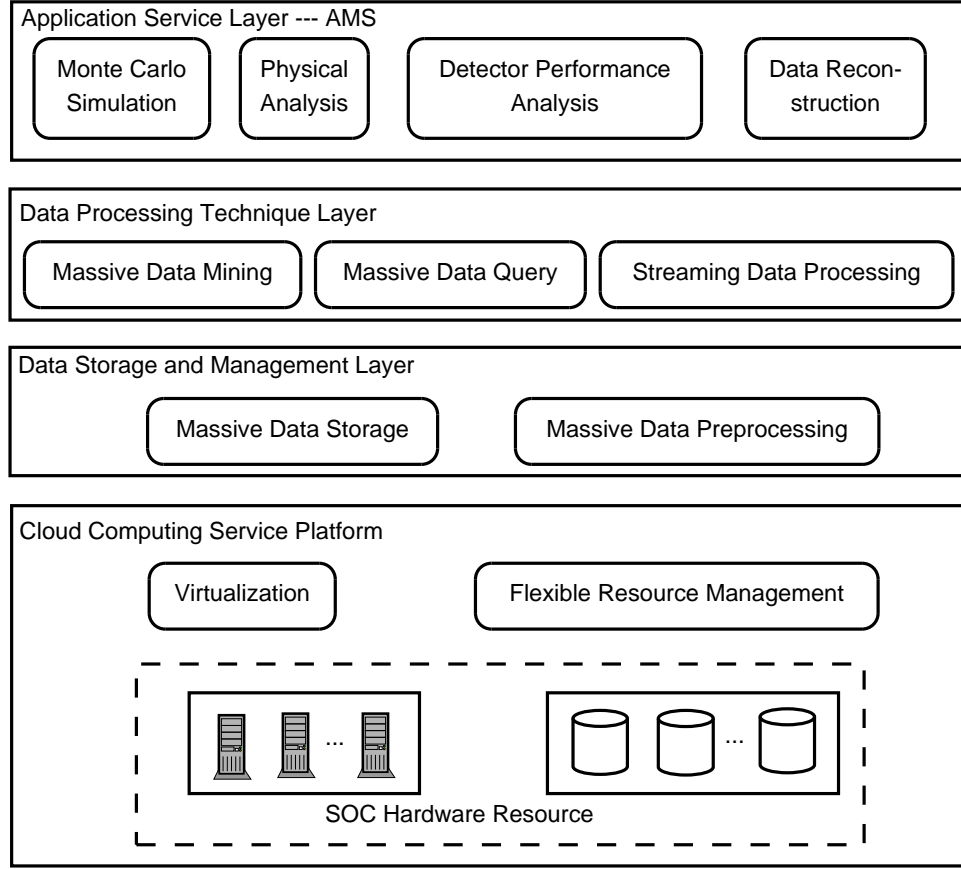 Application Service Layer --- AMS
Monte Carlo
Simulation
Physical
Analysis
Detector Performance
Analysis
Data Recon-
struction
Data Processing Technique Layer
Massive Data Mining
Massive Data Query
Streaming Data Processing
Data Storage and Management Layer
Massive Data Storage
Massive Data Preprocessing
Cloud Computing Service Platform
Virtualization
Flexible Resource Management
...
...
SOC Hardware Resource